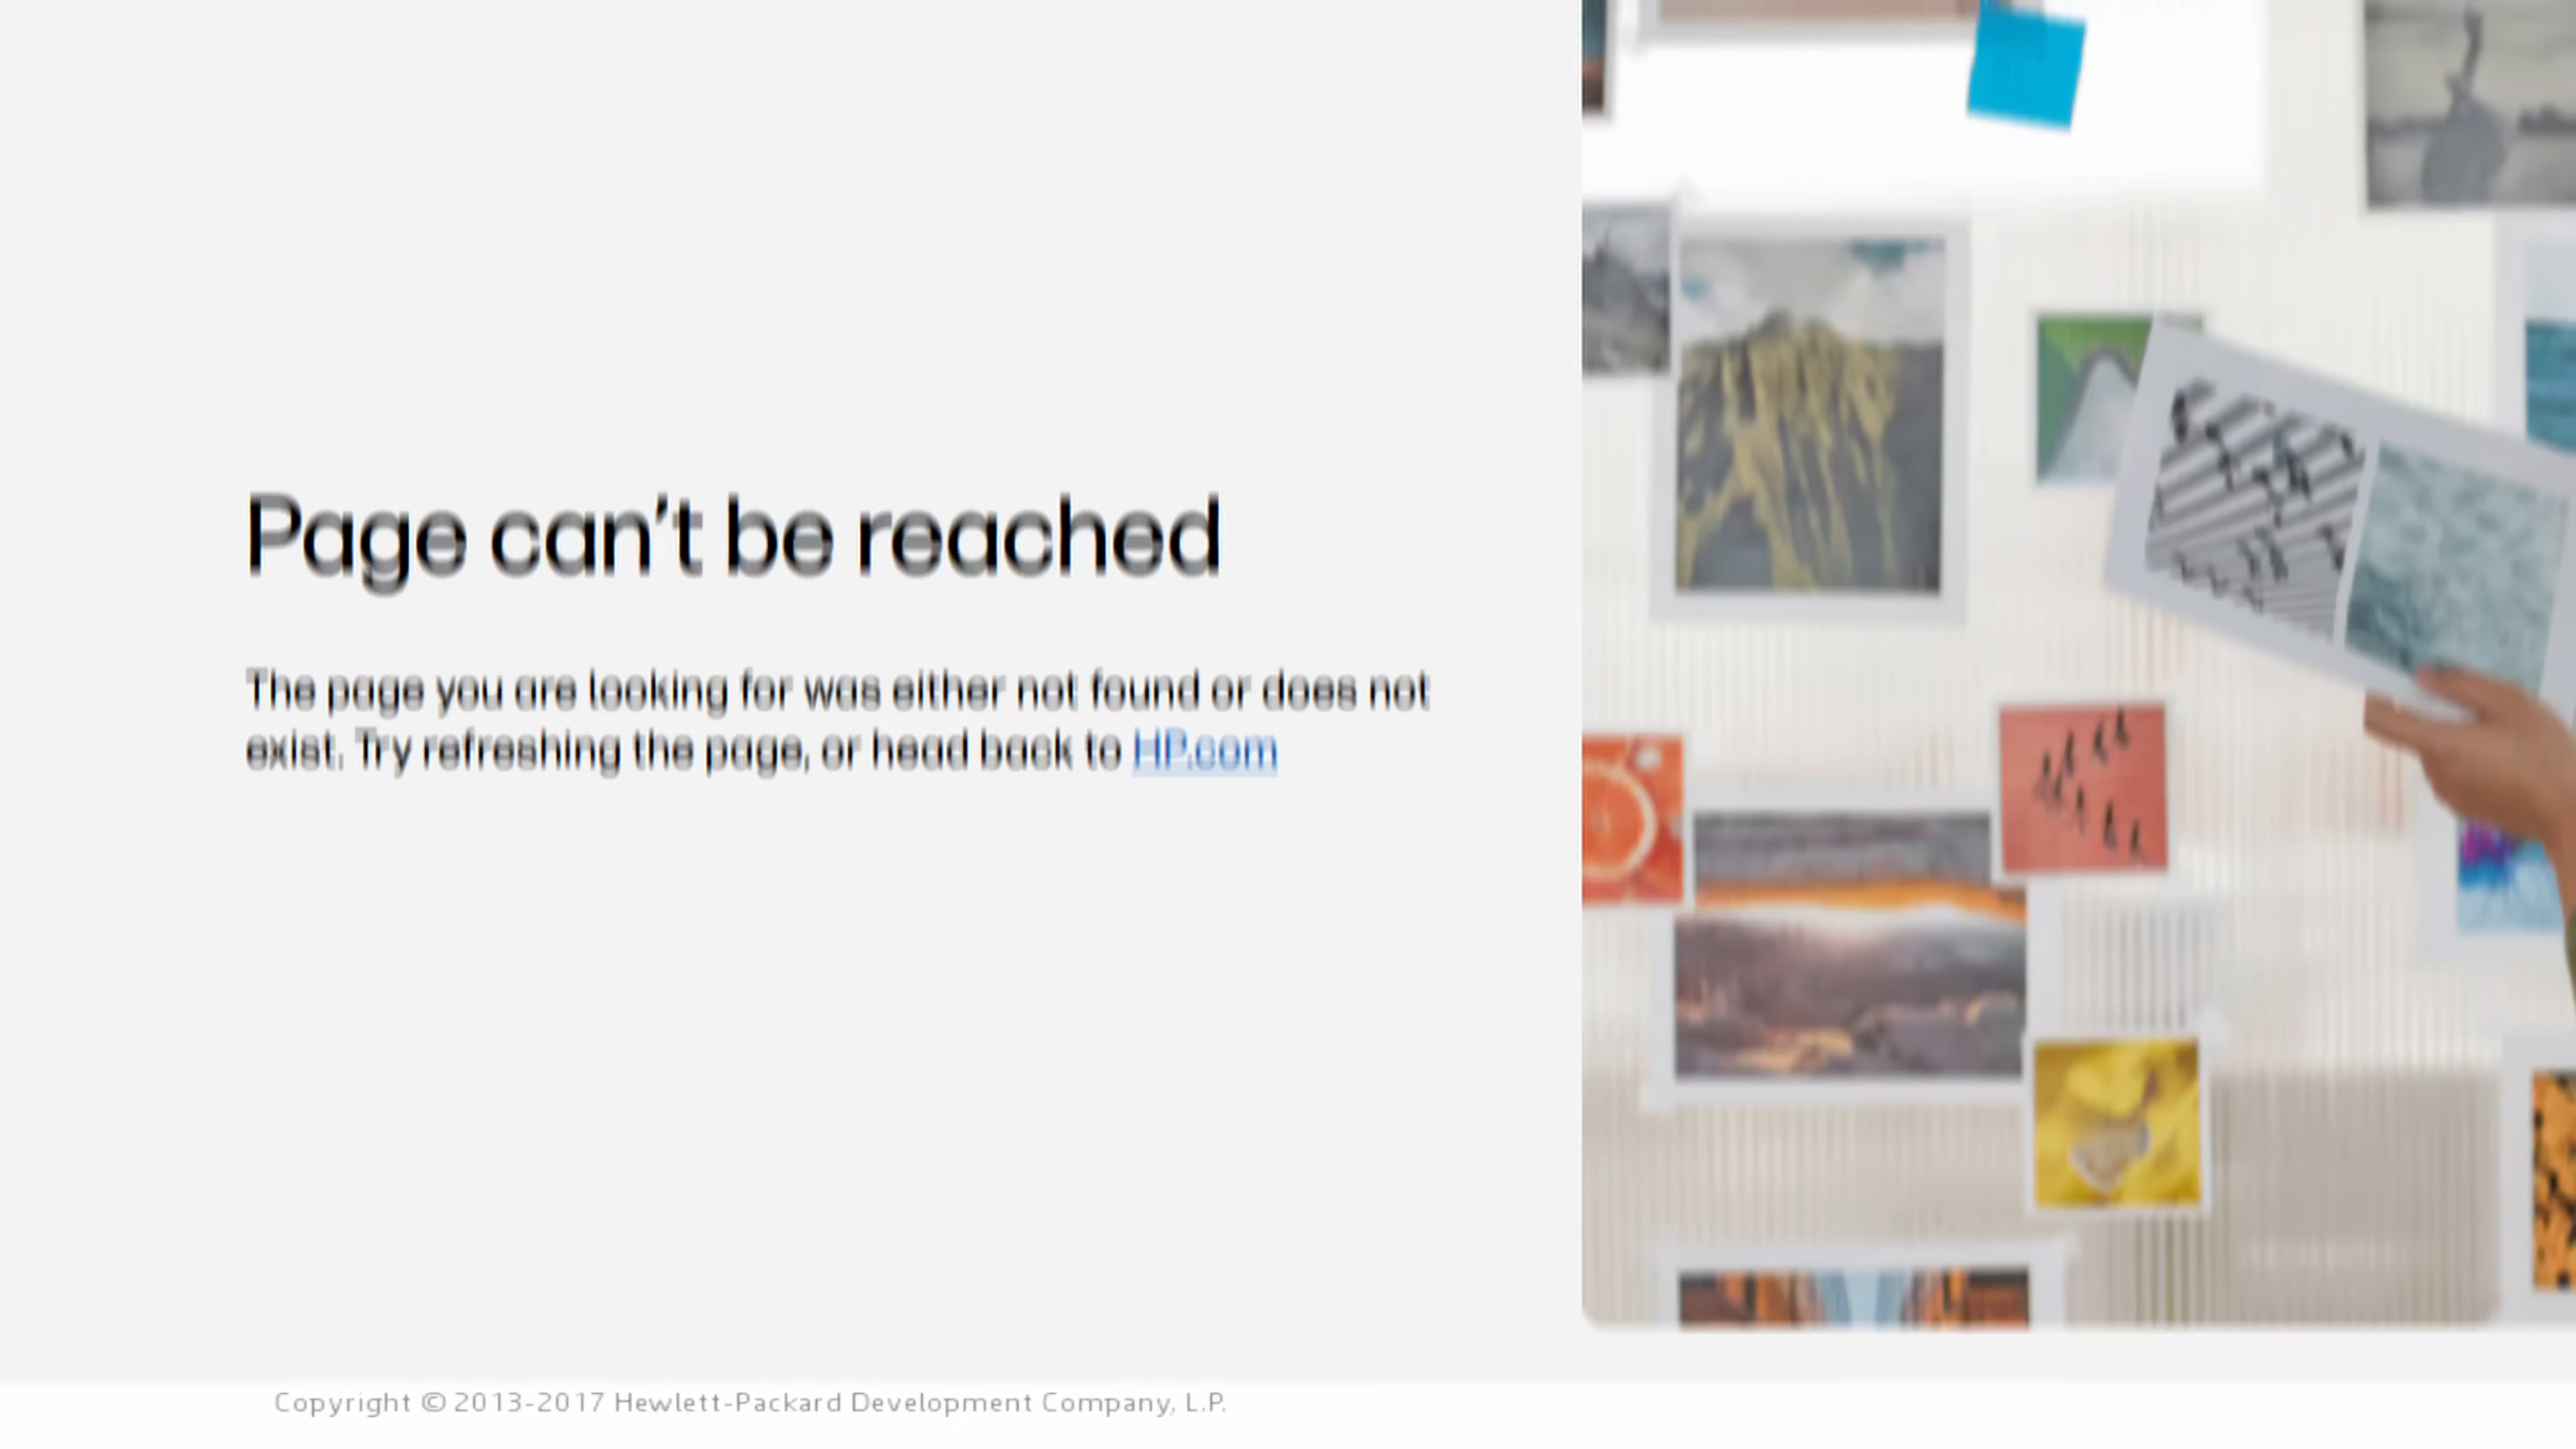 Page can't be reached
The page you are looking for was either not found or does not
exist. Try refreshing the page, or head back to HP.com
Copyright © 2013-2017 Hewlett-Packard Development Company, L.P.